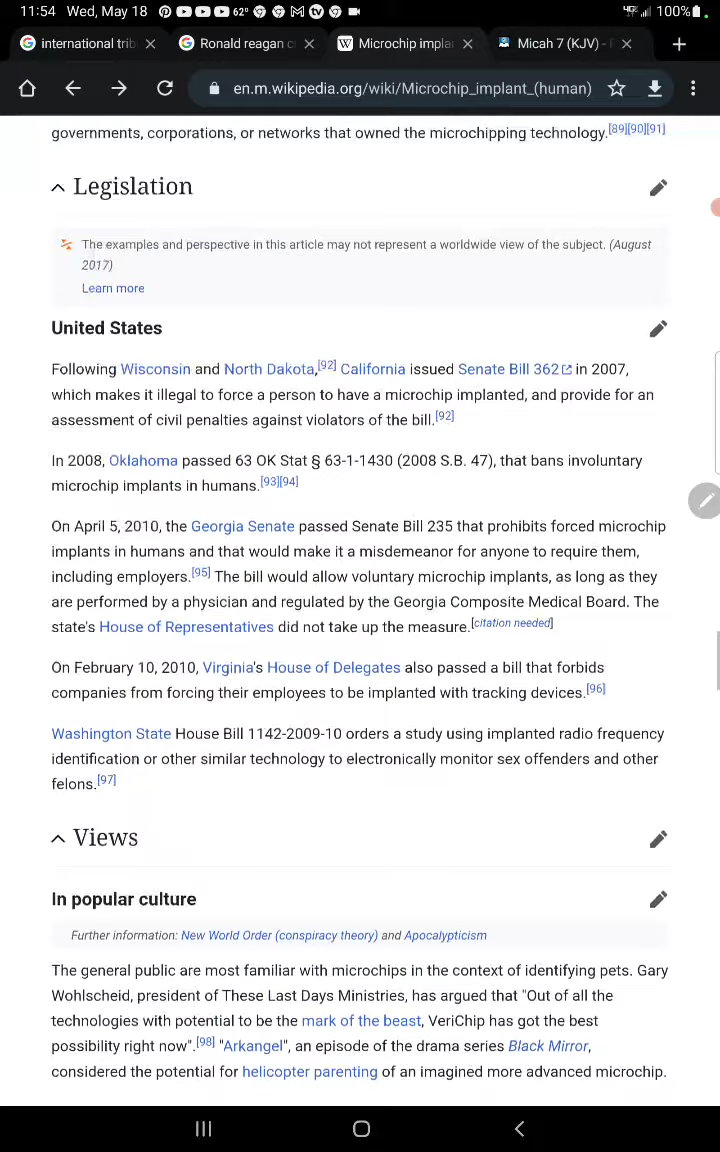 11:54 Wed, May 18 62° 100%
international trib Ronald reagan c Microchip impla Micah 7 (KJV) -
en.m.wikipedia.org/wiki/Microchip_implant_(human)
governments, corporations, or networks that owned the microchipping technology.[89][90][91]
Legislation
The examples and perspective in this article may not represent a worldwide view of the subject. (August
2017)
Learn more
United States
Following Wisconsin and North Dakota,[92] California issued Senate Bill 362 in 2007,
which makes it illegal to force a person to have a microchip implanted, and provide for an
assessment of civil penalties against violators of the bill.[92]
In 2008, Oklahoma passed 63 OK Stat § 63-1-1430 (2008 S.B. 47), that bans involuntary
microchip implants in humans.[93][94]
On April 5, 2010, the Georgia Senate passed Senate Bill 235 that prohibits forced microchip
implants in humans and that would make it a misdemeanor for anyone to require them,
including employers.[95] The bill would allow voluntary microchip implants, as long as they
are performed by a physician and regulated by the Georgia Composite Medical Board. The
state's House of Representatives did not take up the measure.[citation needed]
On February 10, 2010, Virginia's House of Delegates also passed a bill that forbids
companies from forcing their employees to be implanted with tracking devices.[96]
Washington State House Bill 1142-2009-10 orders a study using implanted radio frequency
identification or other similar technology to electronically monitor sex offenders and other
felons.[97]
Views
In popular culture
Further information: New World Order (conspiracy theory) and Apocalypticism
The general public are most familiar with microchips in the context of identifying pets. Gary
Wohlscheid, president of These Last Days Ministries, has argued that "Out of all the
technologies with potential to be the mark of the beast, VeriChip has got the best
possibility right now".[98] "Arkangel", an episode of the drama series Black Mirror,
considered the potential for helicopter parenting of an imagined more advanced microchip.